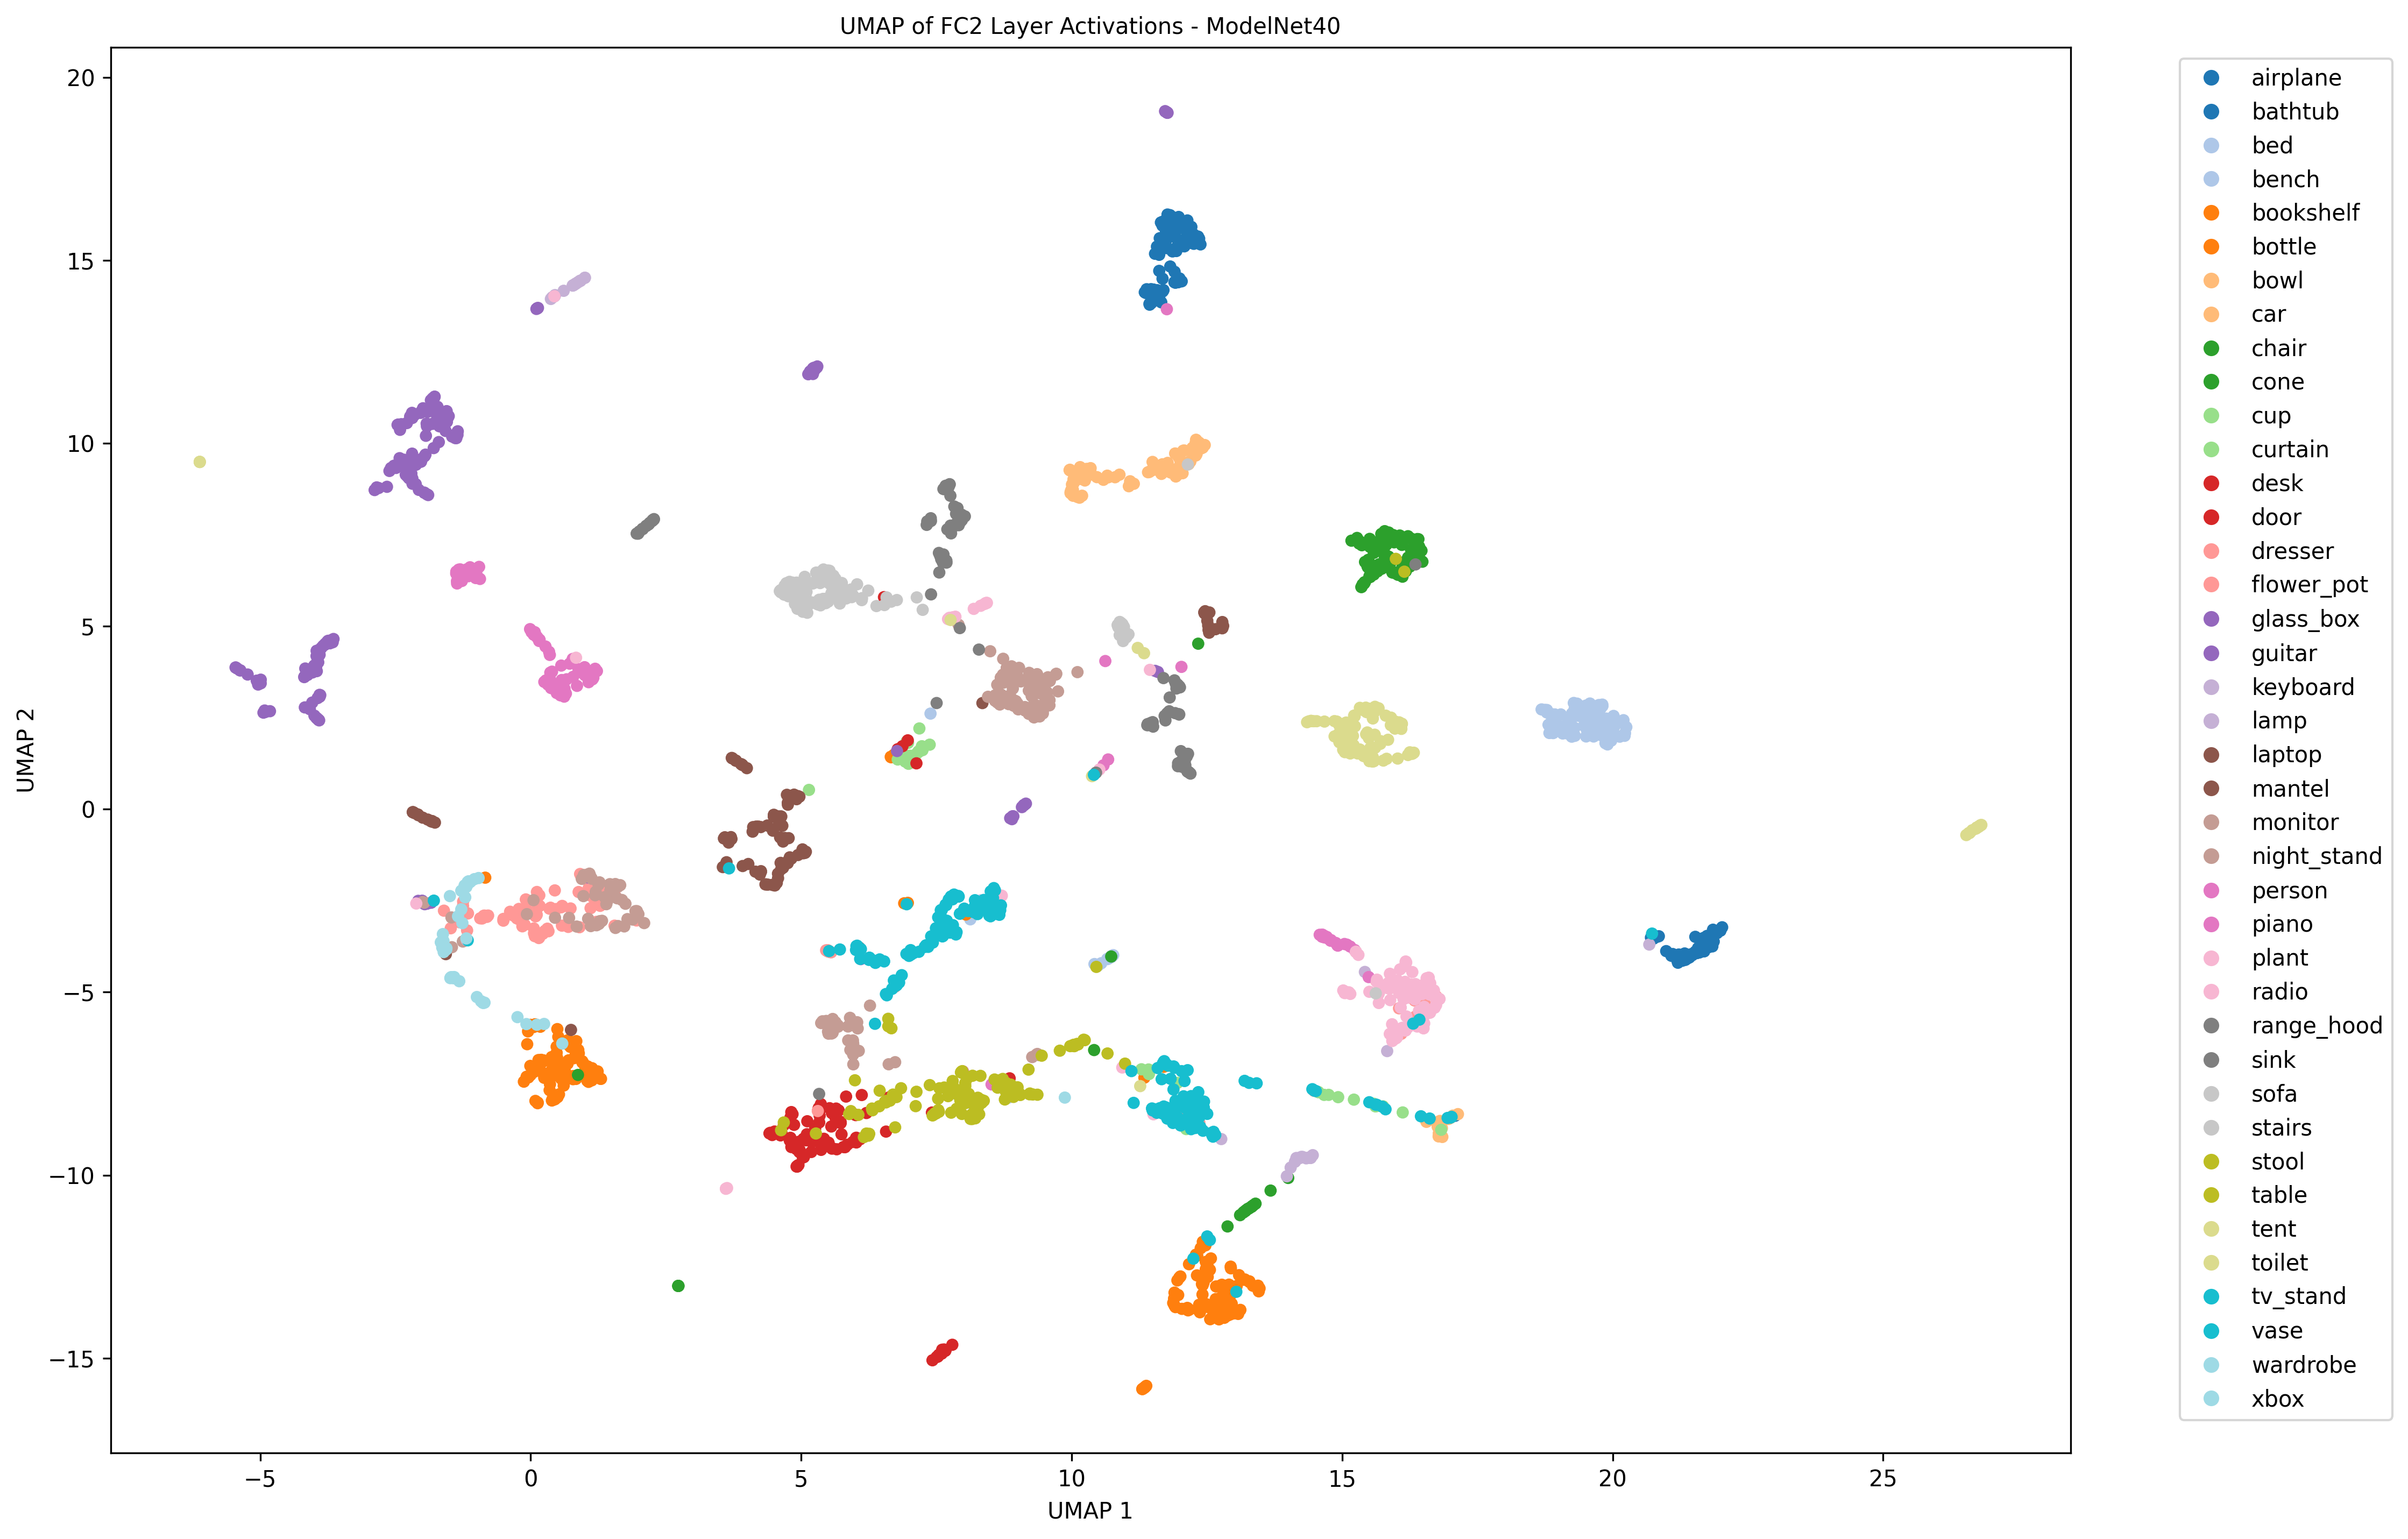 UMAP of FC2 Layer Activations - ModelNet40
20
15
10
5
0
−5
−10
−15
UMAP 2
−5
0
5
10
15
20
25
UMAP 1
airplane
bathtub
bed
bench
bookshelf
bottle
bowl
car
chair
cone
cup
curtain
desk
door
dresser
flower_pot
glass_box
guitar
keyboard
lamp
laptop
mantel
monitor
night_stand
person
piano
plant
radio
range_hood
sink
sofa
stairs
stool
table
tent
toilet
tv_stand
vase
wardrobe
xbox